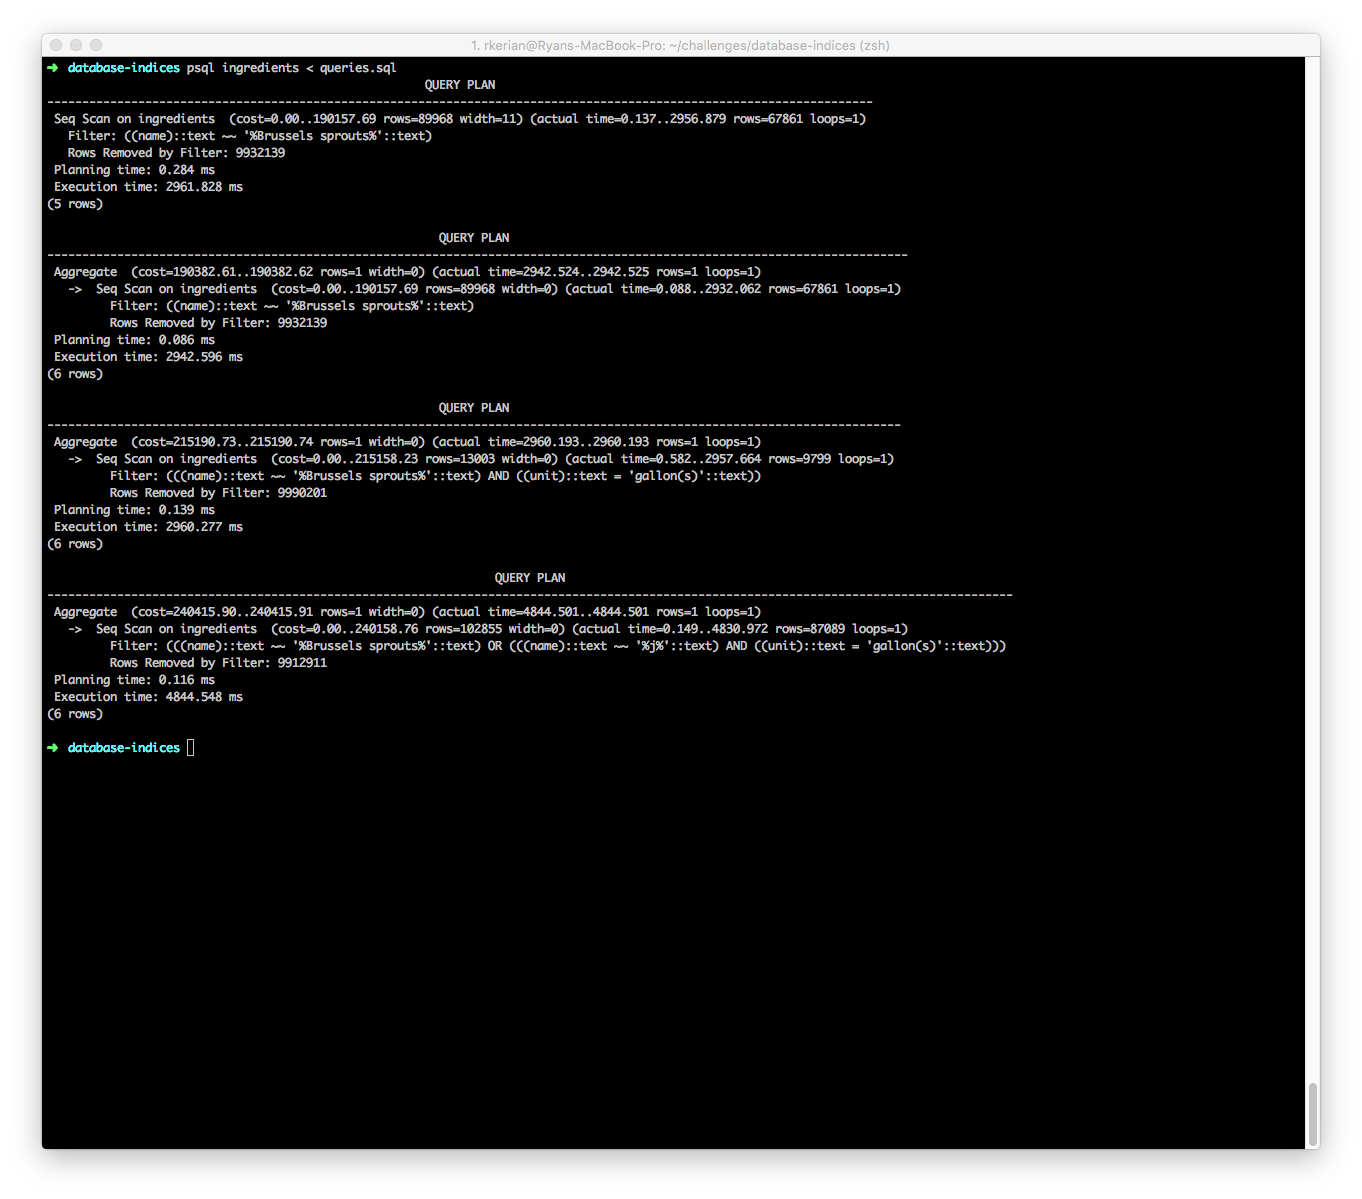 1. rkerian@Ryans-MacBook-Pro: ~/challenges/database-indices (zsh)
➜ database-indices psql ingredients < queries.sql
QUERY PLAN
----------------------------------------------------------------------------------------------------------------------
Seq Scan on ingredients (cost=0.00..190157.69 rows=89968 width=11) (actual time=0.137..2956.879 rows=67861 loops=1)
Filter: ((name)::text ~~ '%Brussels sprouts%'::text)
Rows Removed by Filter: 9932139
Planning time: 0.284 ms
Execution time: 2961.828 ms
(5 rows)
QUERY PLAN
---------------------------------------------------------------------------------------------------------------------------
Aggregate (cost=190382.61..190382.62 rows=1 width=0) (actual time=2942.524..2942.525 rows=1 loops=1)
-> Seq Scan on ingredients (cost=0.00..190157.69 rows=89968 width=0) (actual time=0.088..2932.062 rows=67861 loops=1)
Filter: ((name)::text ~~ '%Brussels sprouts%'::text)
Rows Removed by Filter: 9932139
Planning time: 0.086 ms
Execution time: 2942.596 ms
(6 rows)
QUERY PLAN
--------------------------------------------------------------------------------------------------------------------------
Aggregate (cost=215190.73..215190.74 rows=1 width=0) (actual time=2960.193..2960.193 rows=1 loops=1)
-> Seq Scan on ingredients (cost=0.00..215158.23 rows=13003 width=0) (actual time=0.582..2957.664 rows=9799 loops=1)
Filter: (((name)::text ~~ '%Brussels sprouts%'::text) AND ((unit)::text = 'gallon(s)'::text))
Rows Removed by Filter: 9990201
Planning time: 0.139 ms
Execution time: 2960.277 ms
(6 rows)
QUERY PLAN
------------------------------------------------------------------------------------------------------------------------------------------
Aggregate (cost=240415.90..240415.91 rows=1 width=0) (actual time=4844.501..4844.501 rows=1 loops=1)
-> Seq Scan on ingredients (cost=0.00..240158.76 rows=102855 width=0) (actual time=0.149..4830.972 rows=87089 loops=1)
Filter: (((name)::text ~~ '%Brussels sprouts%'::text) OR (((name)::text ~~ '%j%'::text) AND ((unit)::text = 'gallon(s)'::text)))
Rows Removed by Filter: 9912911
Planning time: 0.116 ms
Execution time: 4844.548 ms
(6 rows)
➜ database-indices